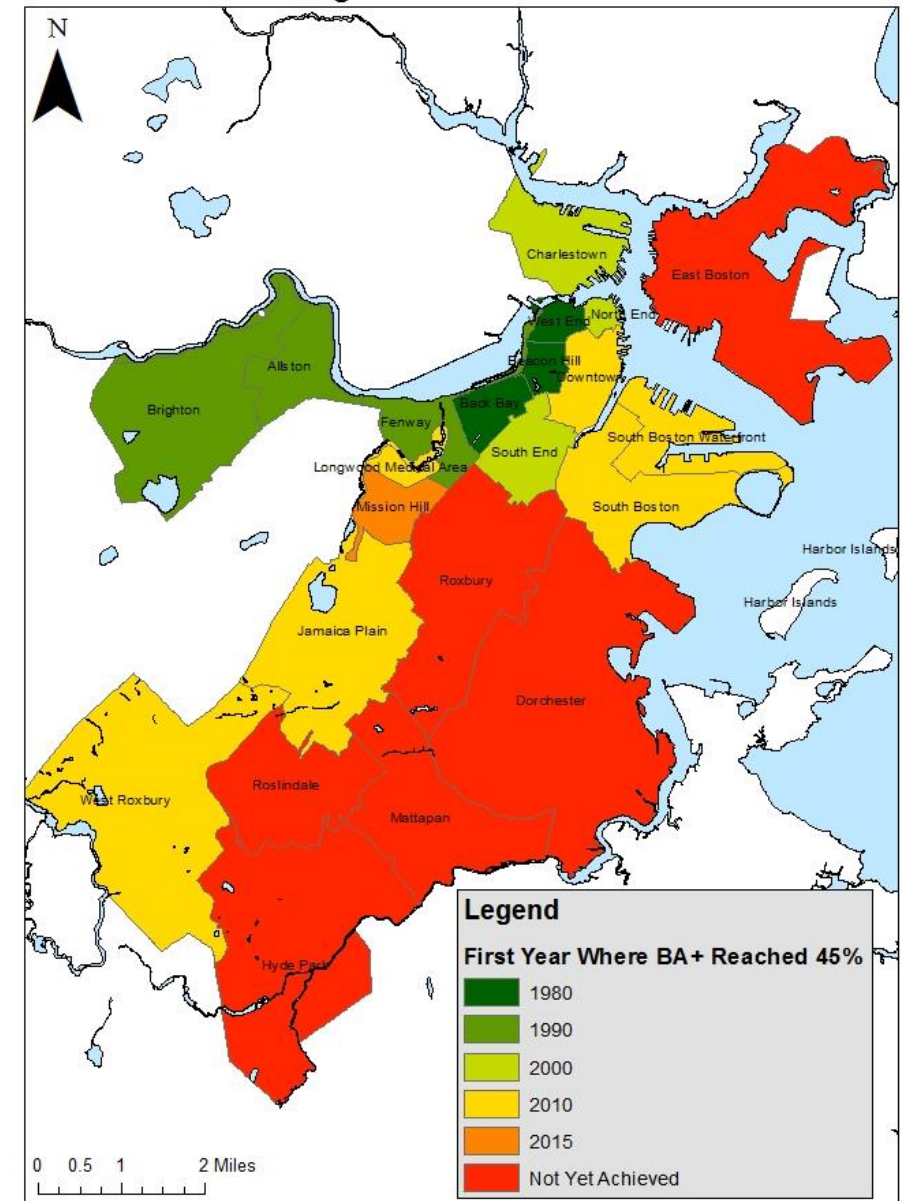 N
Charlestown
East Boston
West End
North End
Beacon Hill
Downtown
Allston
Back Bay
Brighton
Fenway
South Boston Waterfront
South End
Longwood Medical Area
Mission Hill
South Boston
Harbor Islands
Roxbury
Harbor Islands
Jamaica Plain
Dorchester
Roslindale
West Roxbury
Mattapan
Hyde Park
Legend
First Year Where BA+ Reached 45%
1980
1990
2000
2010
2015
Not Yet Achieved
0 0.5 1 2 Miles